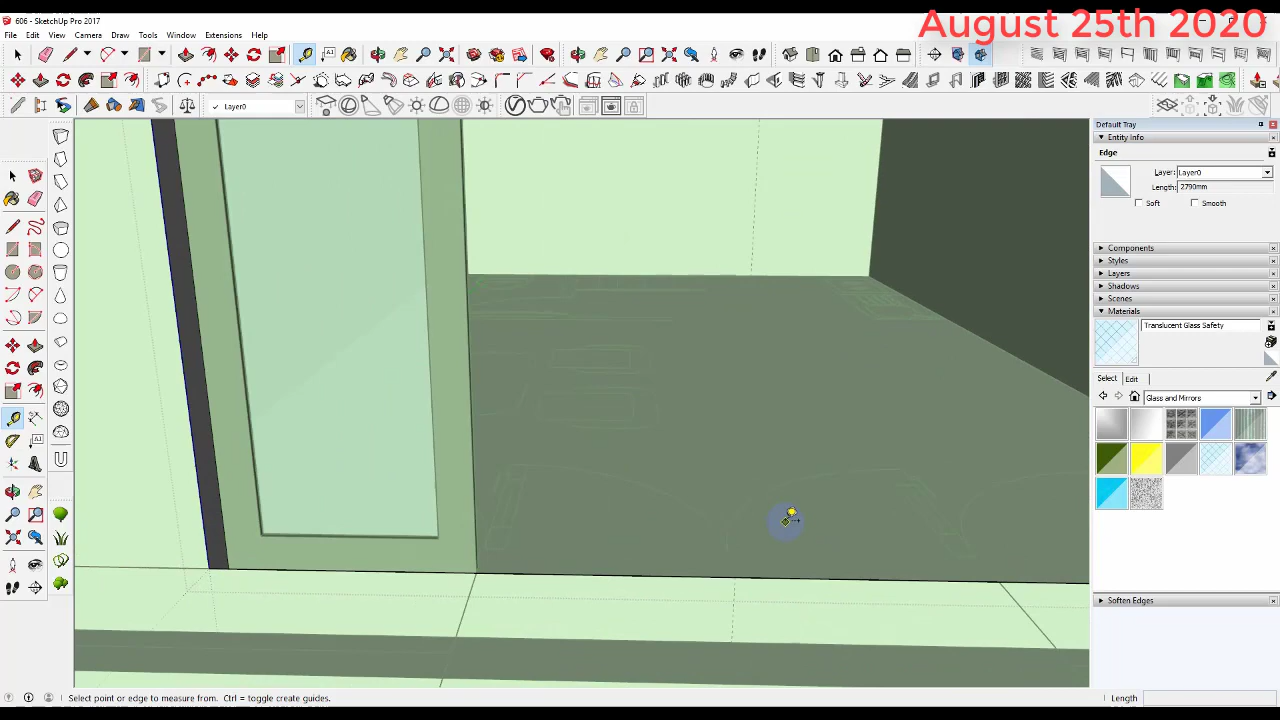 606 - SketchUp Pro 2017
August 25th 2020
File Edit View Camera Draw Tools Window Extensions Help
Layer0
Default Tray
Entity Info
Edge
Layer: Layer0
Length: 2790mm
Soft Smooth
Components
Styles
Layers
Shadows
Scenes
Materials
Translucent Glass Safety
Select Edit
Glass and Mirrors
Soften Edges
Select point or edge to measure from. Ctrl = toggle create guides.
Length